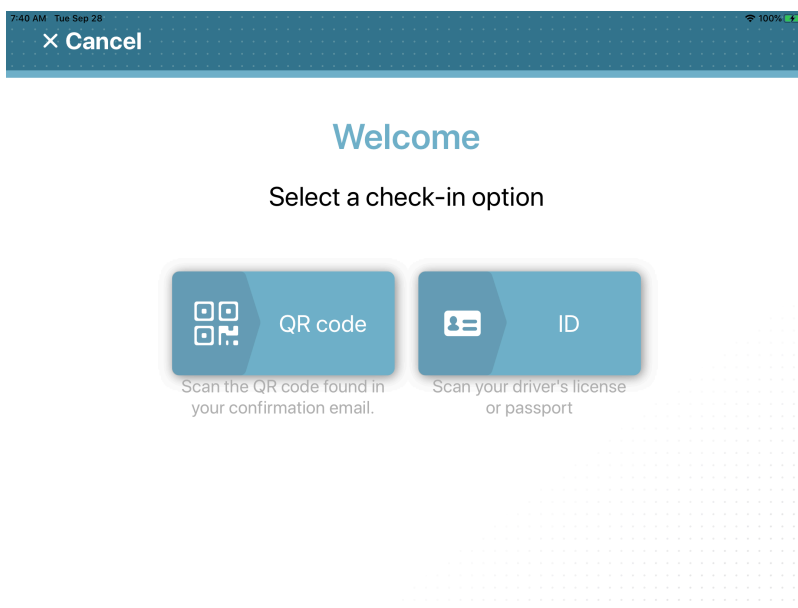 7:40 AM Tue Sep 28
100%
× Cancel
Welcome
Select a check-in option
QR code
ID
Scan the QR code found in
your confirmation email.
Scan your driver's license
or passport